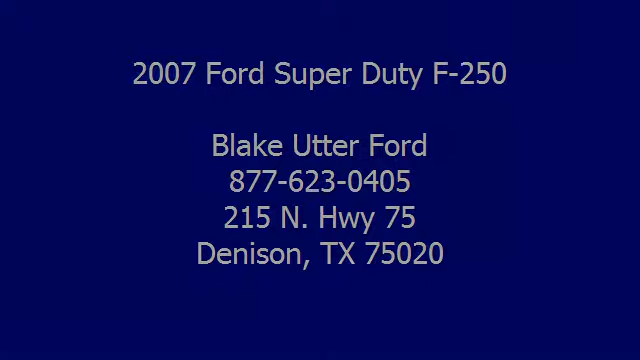 2007 Ford Super Duty F-250
Blake Utter Ford
877-623-0405
215 N. Hwy 75
Denison, TX 75020